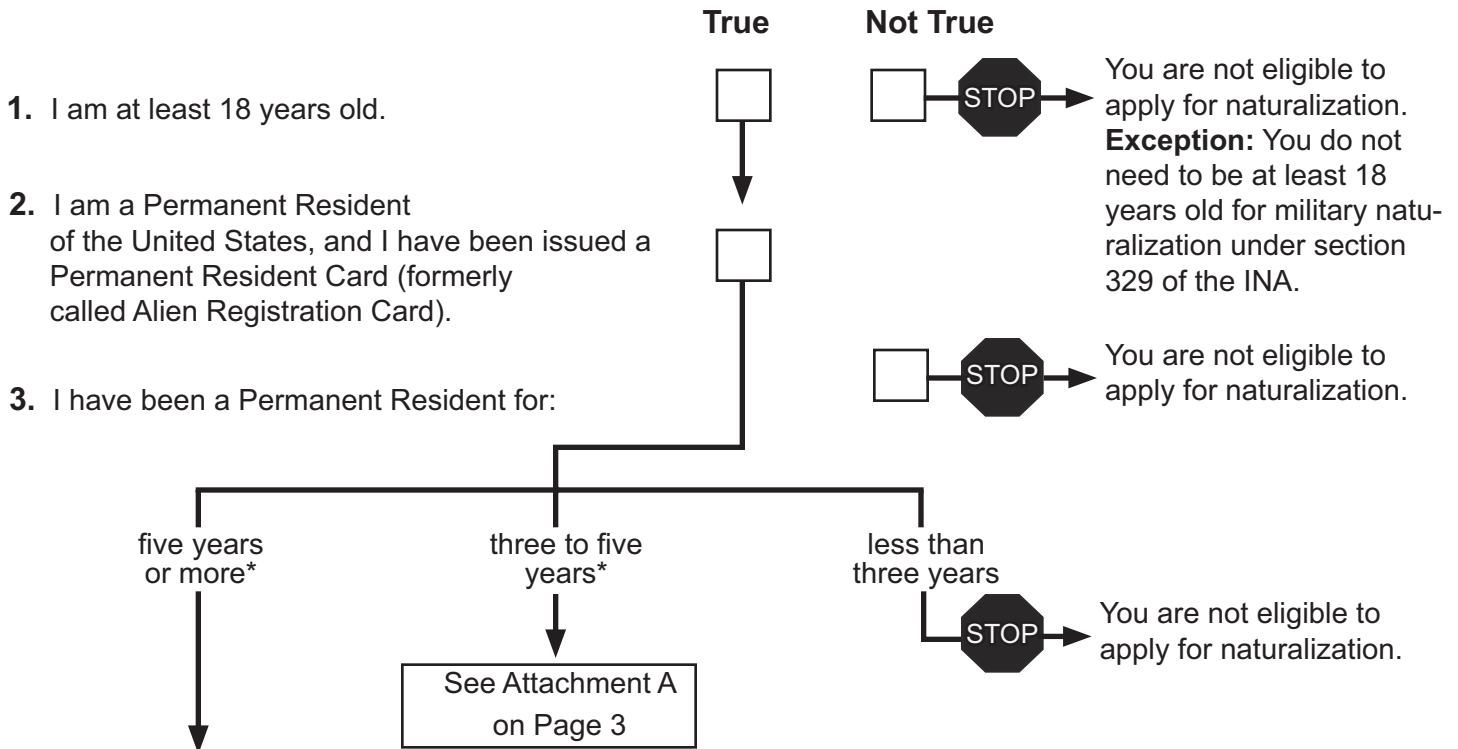 True
Not True
1. I am at least 18 years old.
STOP
You are not eligible to
apply for naturalization.
Exception: You do not
need to be at least 18
years old for military natu-
ralization under section
329 of the INA.
2. I am a Permanent Resident
of the United States, and I have been issued a
Permanent Resident Card (formerly
called Alien Registration Card).
STOP
You are not eligible to
apply for naturalization.
3. I have been a Permanent Resident for:
five years
or more*
three to five
years*
See Attachment A
on Page 3
less than
three years
STOP
You are not eligible to
apply for naturalization.